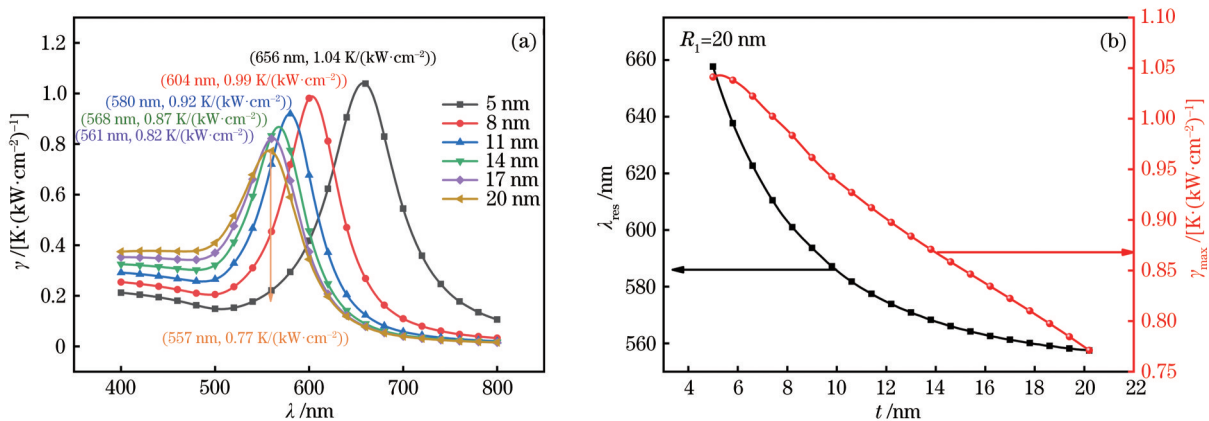 (a)
(656 nm, 1.04 K/(kW·cm⁻²))
(604 nm, 0.99 K/(kW·cm⁻²))
(580 nm, 0.92 K/(kW·cm⁻²))
(568 nm, 0.87 K/(kW·cm⁻²))
(561 nm, 0.82 K/(kW·cm⁻²))
(557 nm, 0.77 K/(kW·cm⁻²))
5 nm
8 nm
11 nm
14 nm
17 nm
20 nm
γ /[K·(kW·cm⁻²)⁻¹]
1.2
1.0
0.8
0.6
0.4
0.2
0
400 500 600 700 800
λ /nm
R₁=20 nm
(b)
λres /nm
660
640
620
600
580
560
1.10
1.05
1.00
0.95
0.90
0.85
0.80
0.75
γmax /[K·(kW·cm⁻²)⁻¹]
4 6 8 10 12 14 16 18 20 22
t /nm